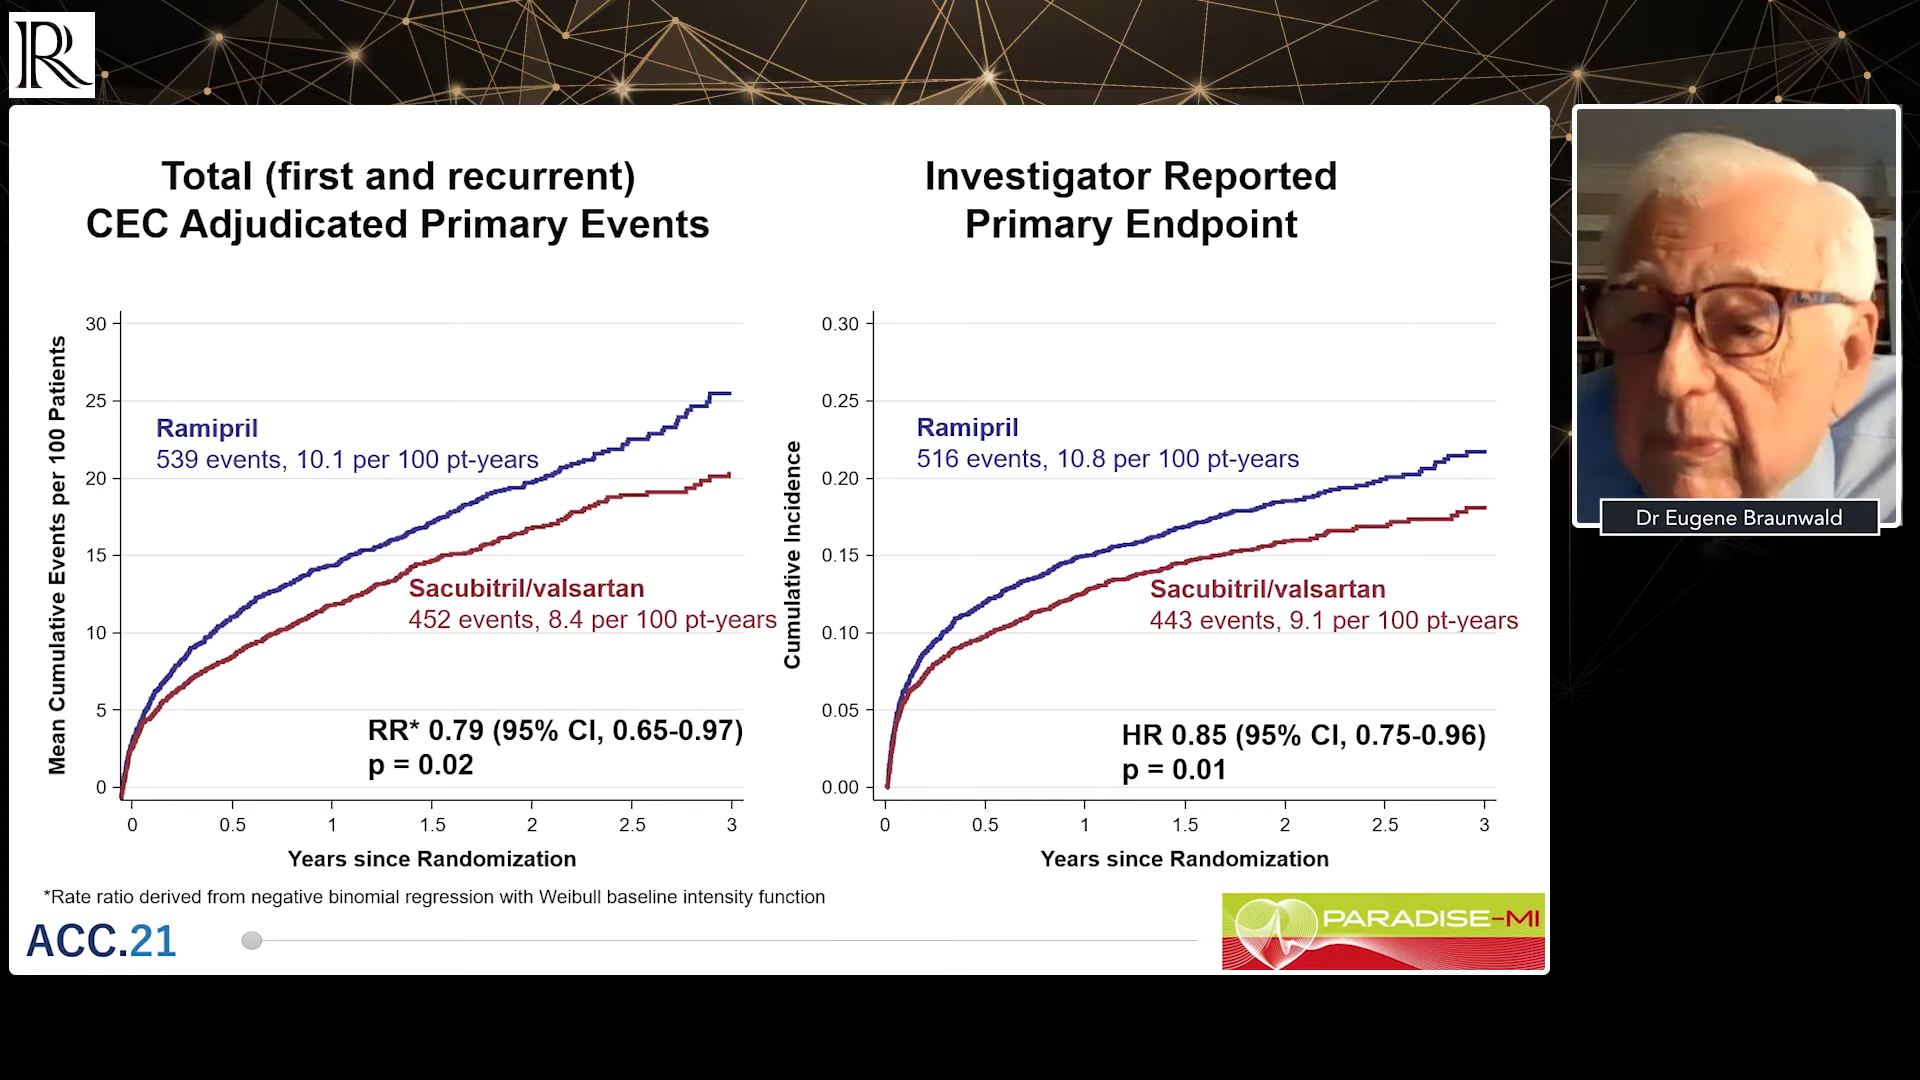 R
Total (first and recurrent)
CEC Adjudicated Primary Events
Mean Cumulative Events per 100 Patients
30
25
20
15
10
5
0
Ramipril
539 events, 10.1 per 100 pt-years
Sacubitril/valsartan
452 events, 8.4 per 100 pt-years
RR* 0.79 (95% CI, 0.65-0.97)
p = 0.02
0 0.5 1 1.5 2 2.5 3
Years since Randomization
Investigator Reported
Primary Endpoint
Cumulative Incidence
0.30
0.25
0.20
0.15
0.10
0.05
0.00
Ramipril
516 events, 10.8 per 100 pt-years
Sacubitril/valsartan
443 events, 9.1 per 100 pt-years
HR 0.85 (95% CI, 0.75-0.96)
p = 0.01
0 0.5 1 1.5 2 2.5 3
Years since Randomization
*Rate ratio derived from negative binomial regression with Weibull baseline intensity function
ACC.21
PARADISE-MI
Dr Eugene Braunwald